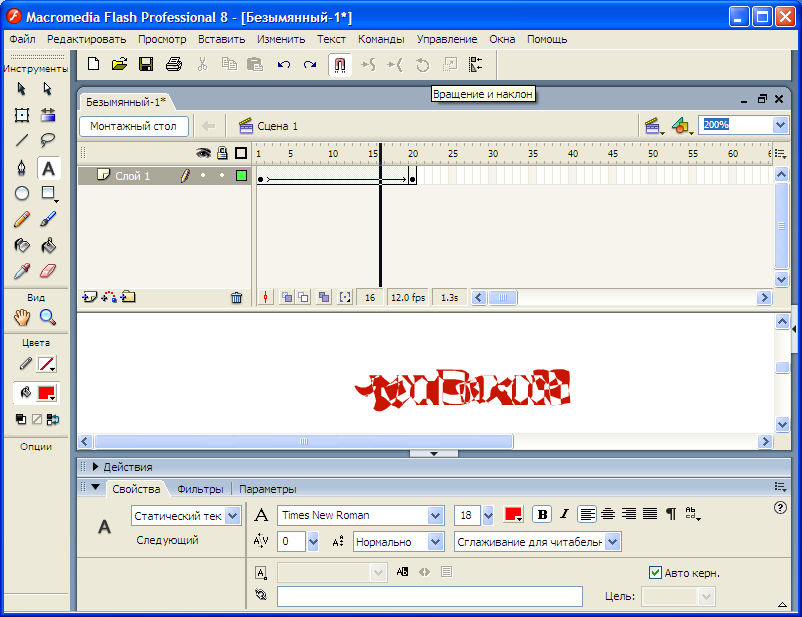 Macromedia Flash Professional 8 - [Безымянный-1*]
Файл Редактировать Просмотр Вставить Изменить Текст Команды Управление Окна Помощь
Инструменты
Вращение и наклон
Безымянный-1*
Монтажный стол Сцена 1 200%
1 5 10 15 20 25 30 35 40 45 50 55 60
Слой 1
16 12.0 fps 1.3s
Вид
Цвета
Опции
Действия
Свойства Фильтры Параметры
A Статический тек A Times New Roman 18 B I
Следующий A/V 0 Нормально Сглаживание для читабельн
Авто керн.
Цель: